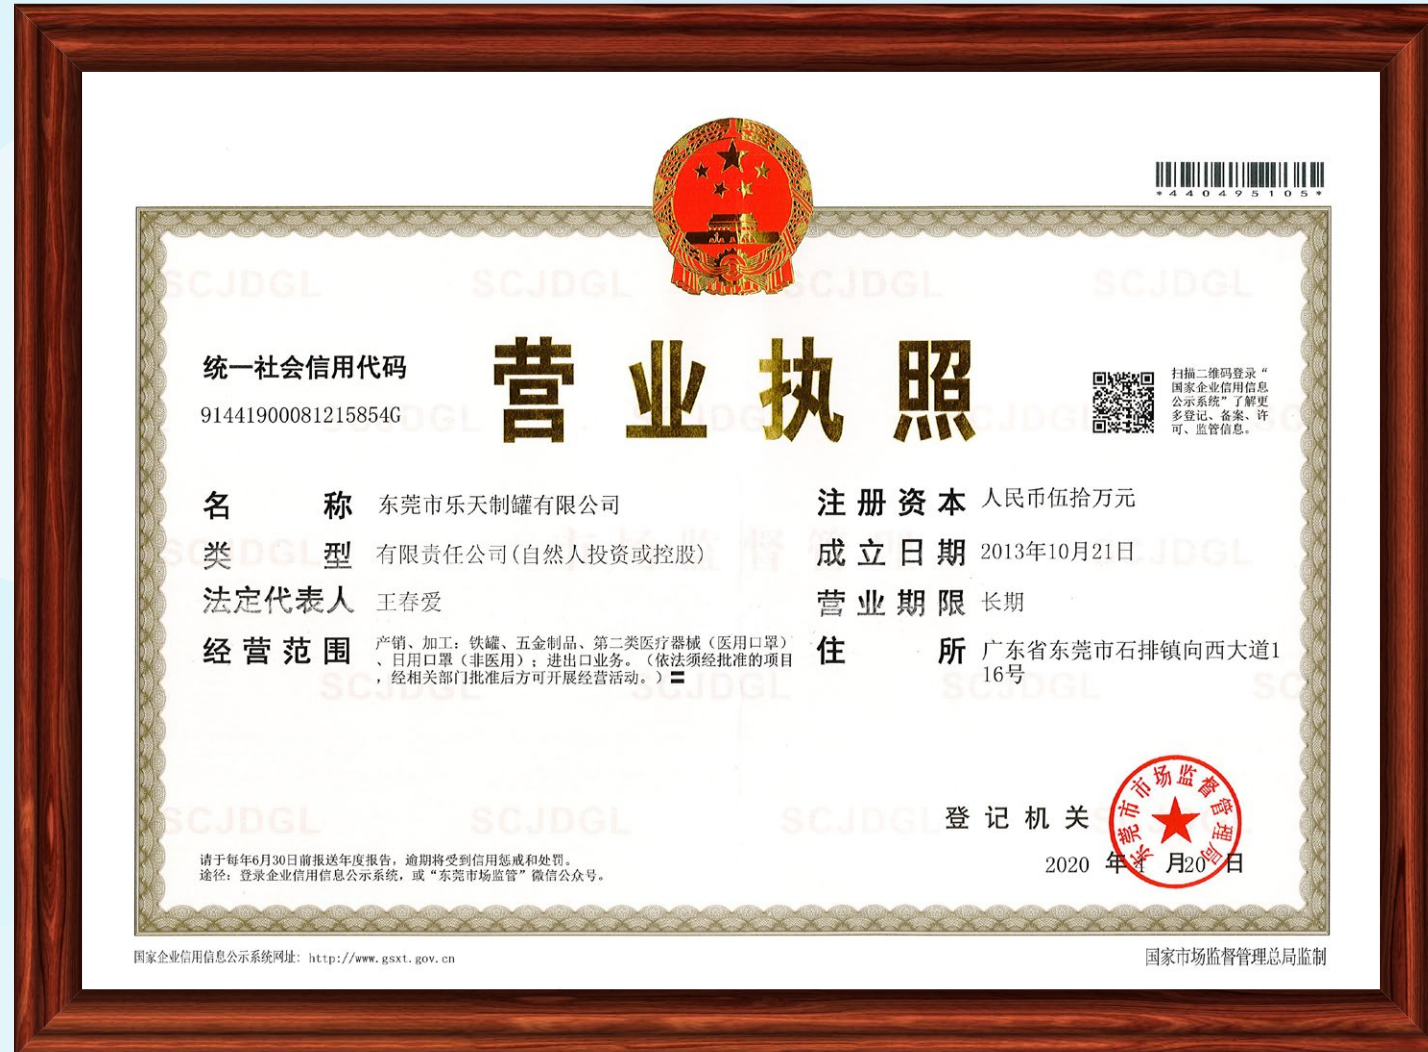 *440495105*
统一社会信用代码
91441900081215854G
营业执照
扫描二维码登录“
国家企业信用信息
公示系统”了解更
多登记、备案、许
可、监管信息。
名称 东莞市乐天制罐有限公司
类型 有限责任公司(自然人投资或控股)
法定代表人 王春爱
经营范围 产销、加工：铁罐、五金制品、第二类医疗器械（医用口罩）
、日用口罩（非医用）；进出口业务。（依法须经批准的项目
，经相关部门批准后方可开展经营活动。）〓
注册资本 人民币伍拾万元
成立日期 2013年10月21日
营业期限 长期
住所 广东省东莞市石排镇向西大道1
16号
登记机关
东莞市市场监督管理局
2020 年4 月20 日
请于每年6月30日前报送年度报告，逾期将受到信用惩戒和处罚。
途径：登录企业信用信息公示系统，或“东莞市场监管”微信公众号。
国家企业信用信息公示系统网址：http://www.gsxt.gov.cn
国家市场监督管理总局监制
SCJDGL